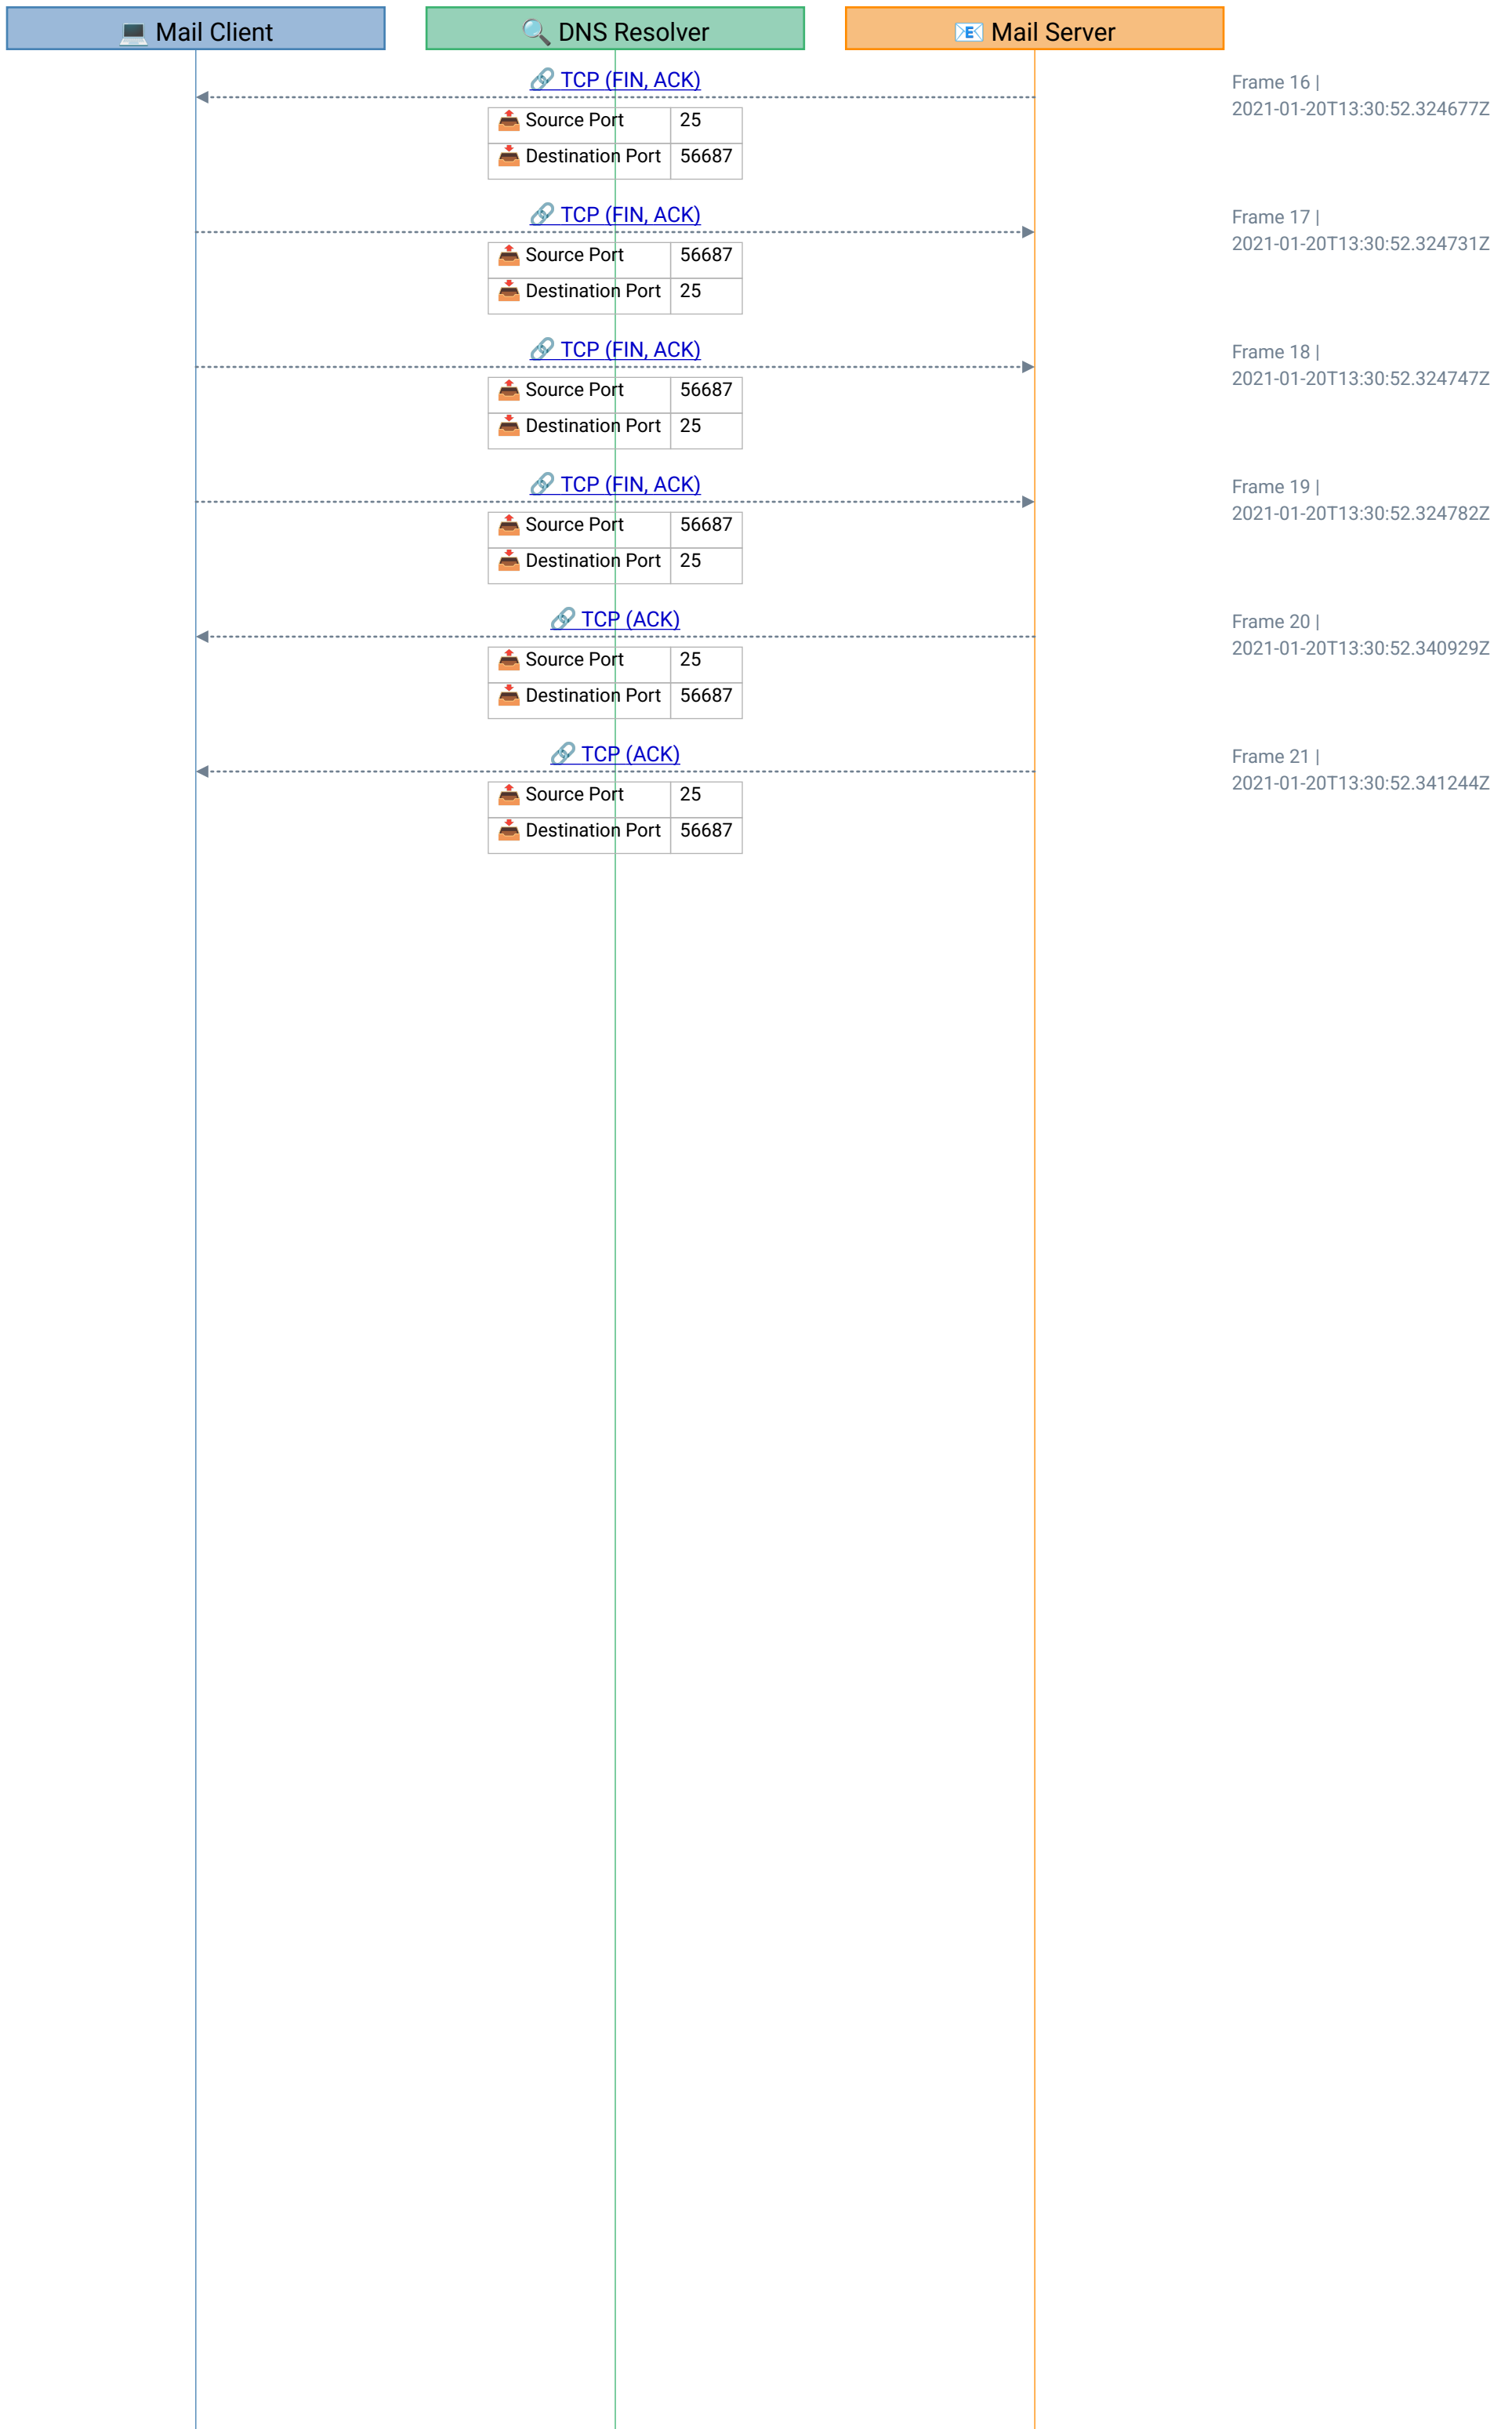 💻 Mail Client
🔍 DNS Resolver
📧 Mail Server
🔗 TCP (FIN, ACK)
Frame 16 |
2021-01-20T13:30:52.324677Z
📤 Source Port 25
📥 Destination Port 56687
🔗 TCP (FIN, ACK)
Frame 17 |
2021-01-20T13:30:52.324731Z
📤 Source Port 56687
📥 Destination Port 25
🔗 TCP (FIN, ACK)
Frame 18 |
2021-01-20T13:30:52.324747Z
📤 Source Port 56687
📥 Destination Port 25
🔗 TCP (FIN, ACK)
Frame 19 |
2021-01-20T13:30:52.324782Z
📤 Source Port 56687
📥 Destination Port 25
🔗 TCP (ACK)
Frame 20 |
2021-01-20T13:30:52.340929Z
📤 Source Port 25
📥 Destination Port 56687
🔗 TCP (ACK)
Frame 21 |
2021-01-20T13:30:52.341244Z
📤 Source Port 25
📥 Destination Port 56687